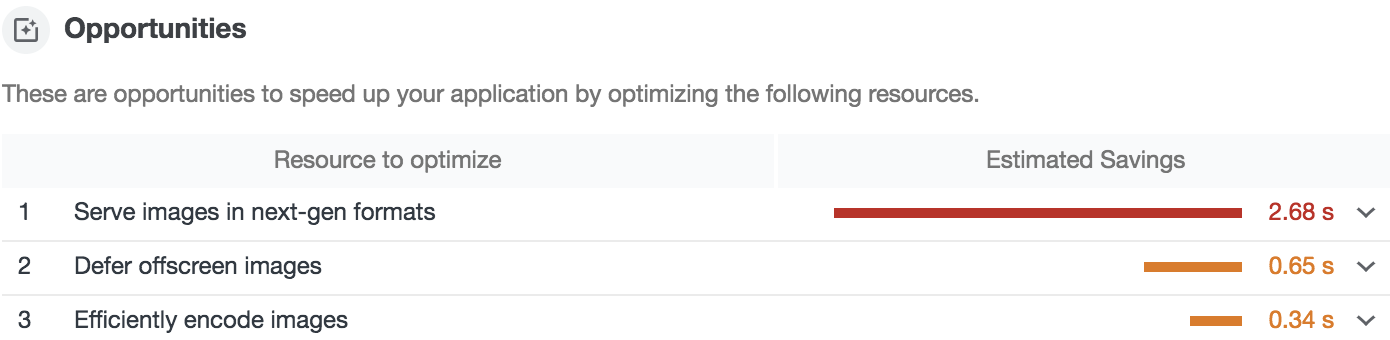 Opportunities
These are opportunities to speed up your application by optimizing the following resources.
Resource to optimize Estimated Savings
1 Serve images in next-gen formats 2.68 s
2 Defer offscreen images 0.65 s
3 Efficiently encode images 0.34 s